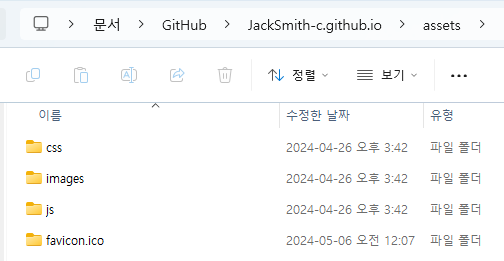 문서 > GitHub > JackSmith-c.github.io > assets >
정렬 보기 ...
이름 수정한 날짜 유형
css 2024-04-26 오후 3:42 파일 폴더
images 2024-04-26 오후 3:42 파일 폴더
js 2024-04-26 오후 3:42 파일 폴더
favicon.ico 2024-05-06 오전 12:07 파일 폴더